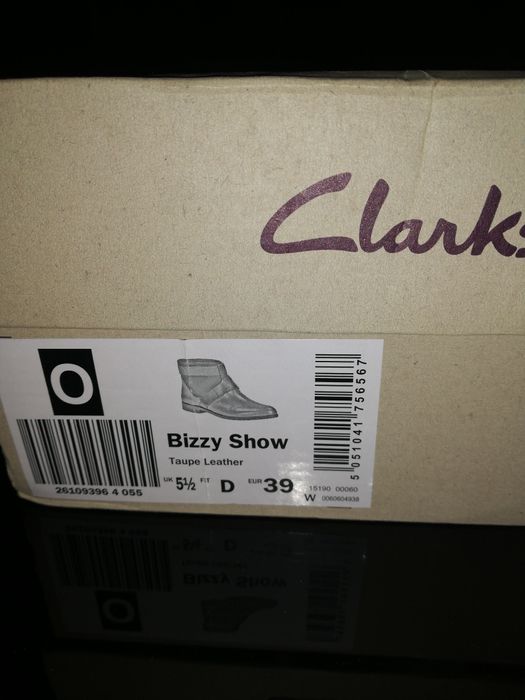 Clarks
O
Bizzy Show
Taupe Leather
UK 5½ FIT D EUR 39
26109396 4 055
5 051041 756567
15190 00060
W 0060604938